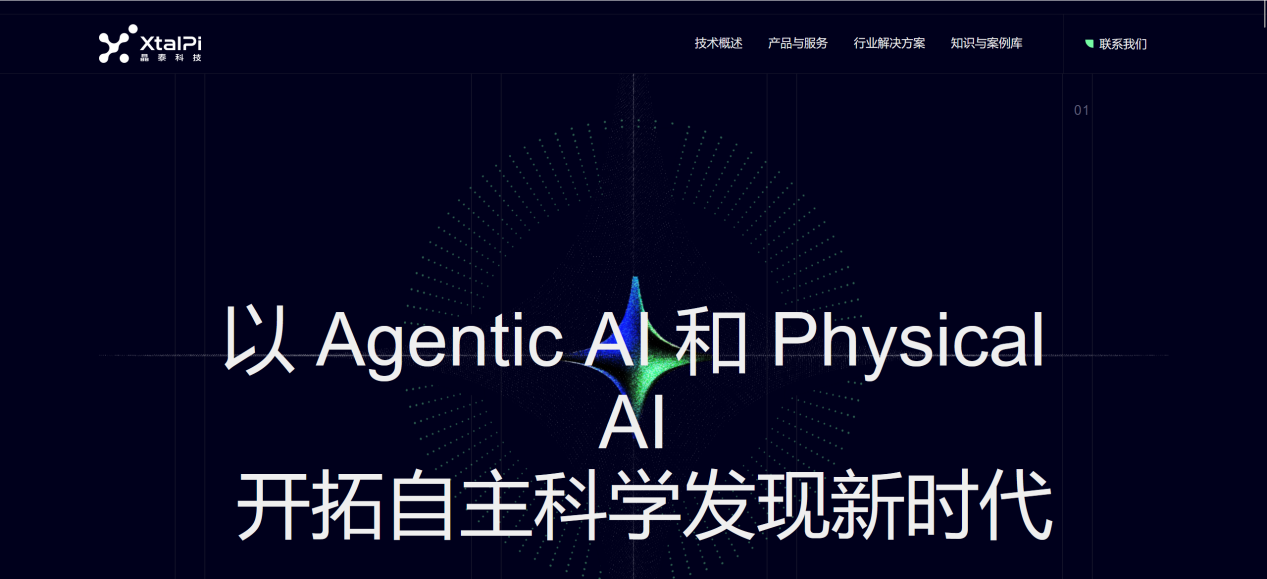 XtalPi
晶泰科技
技术概述 产品与服务 行业解决方案 知识与案例库 联系我们
01
以 Agentic AI 和 Physical
AI
开拓自主科学发现新时代